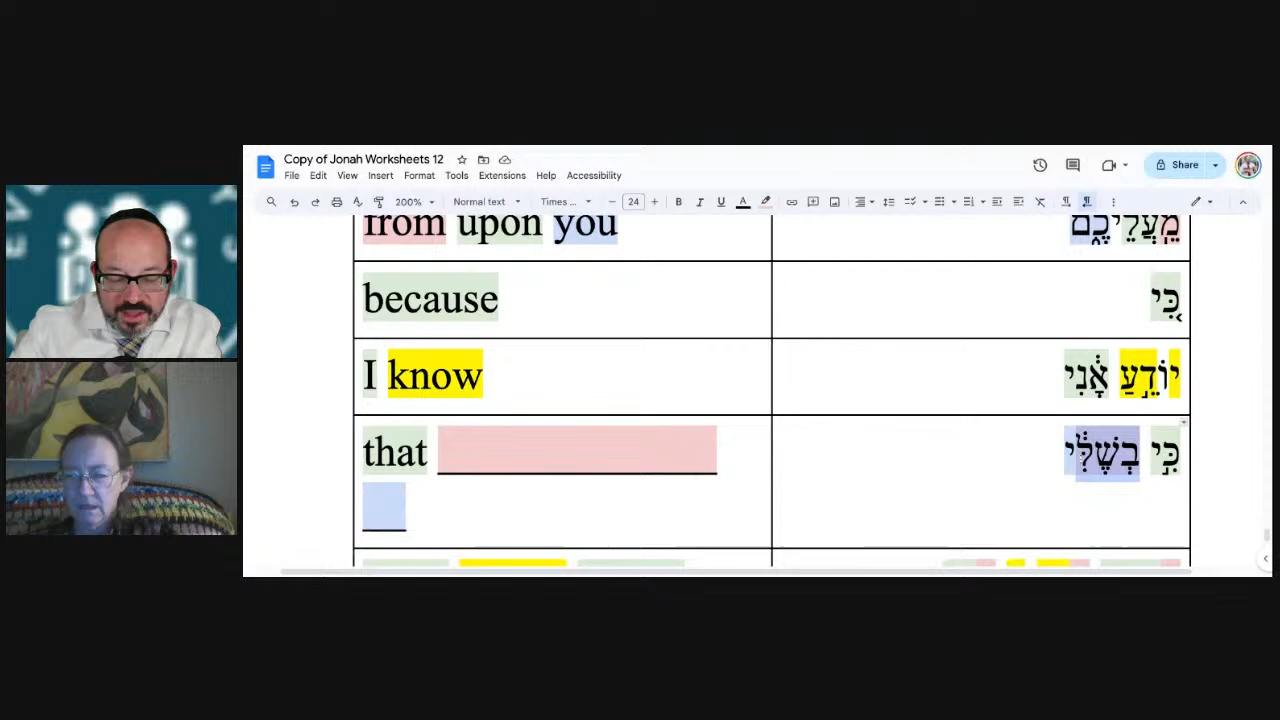 Copy of Jonah Worksheets 12
File Edit View Insert Format Tools Extensions Help Accessibility
Share
200% Normal text Times ... − 24 + B I U A
from upon you מֵעֲלֵיכֶם
because כִּי
I know יוֹדֵעַ אָנִי
that כִּי בְשֶׁלִּי